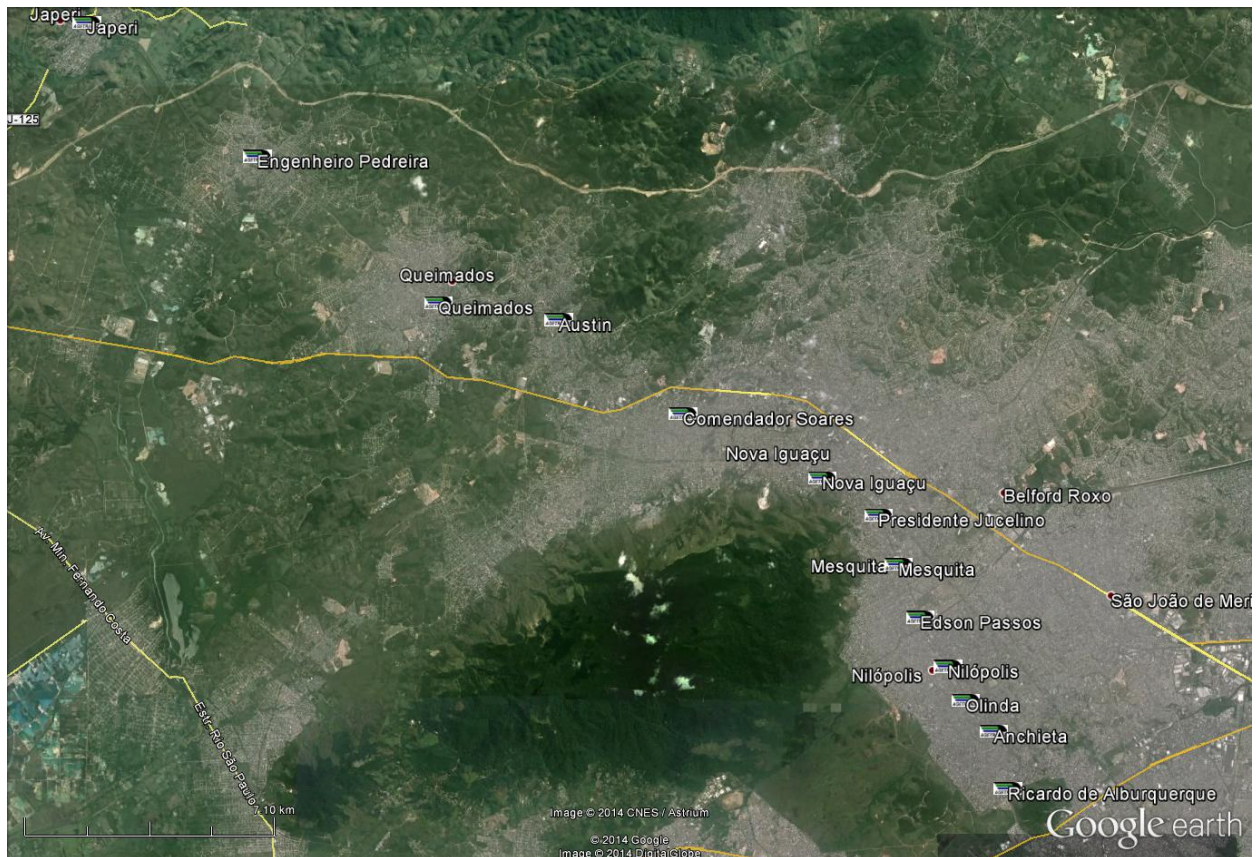 Japeri
Japeri
J-125
Engenheiro Pedreira
Queimados
Queimados
Austin
Comendador Soares
Nova Iguaçu
Nova Iguaçu
Belford Roxo
Presidente Jucelino
Av. Min. Fernando Costa
Mesquita
Mesquita
São João de Meri
Edson Passos
Nilópolis
Nilópolis
Olinda
Estr. Rio São Paulo
Anchieta
Ricardo de Alburquerque
7,10 km
Image © 2014 CNES / Astrium
© 2014 Google
Image © 2014 DigitalGlobe
Google earth